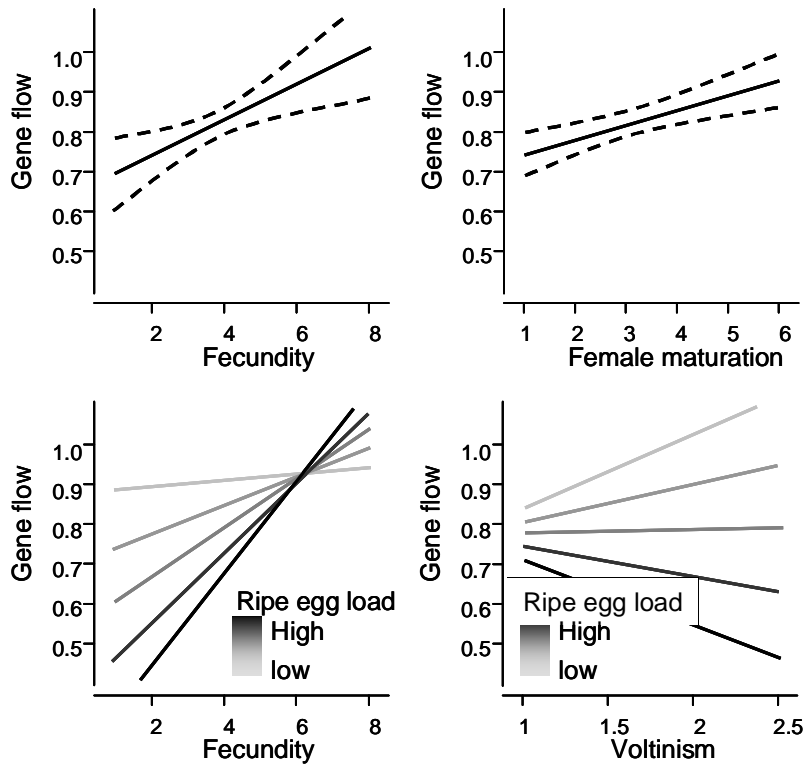 Gene flow
1.0
0.9
0.8
0.7
0.6
0.5
2 4 6 8
Fecundity
Gene flow
1.0
0.9
0.8
0.7
0.6
0.5
1 2 3 4 5 6
Female maturation
Gene flow
1.0
0.9
0.8
0.7
0.6
0.5
Ripe egg load
High
low
2 4 6 8
Fecundity
Gene flow
1.0
0.9
0.8
0.7
0.6
0.5
Ripe egg load
High
low
1 1.5 2 2.5
Voltinism